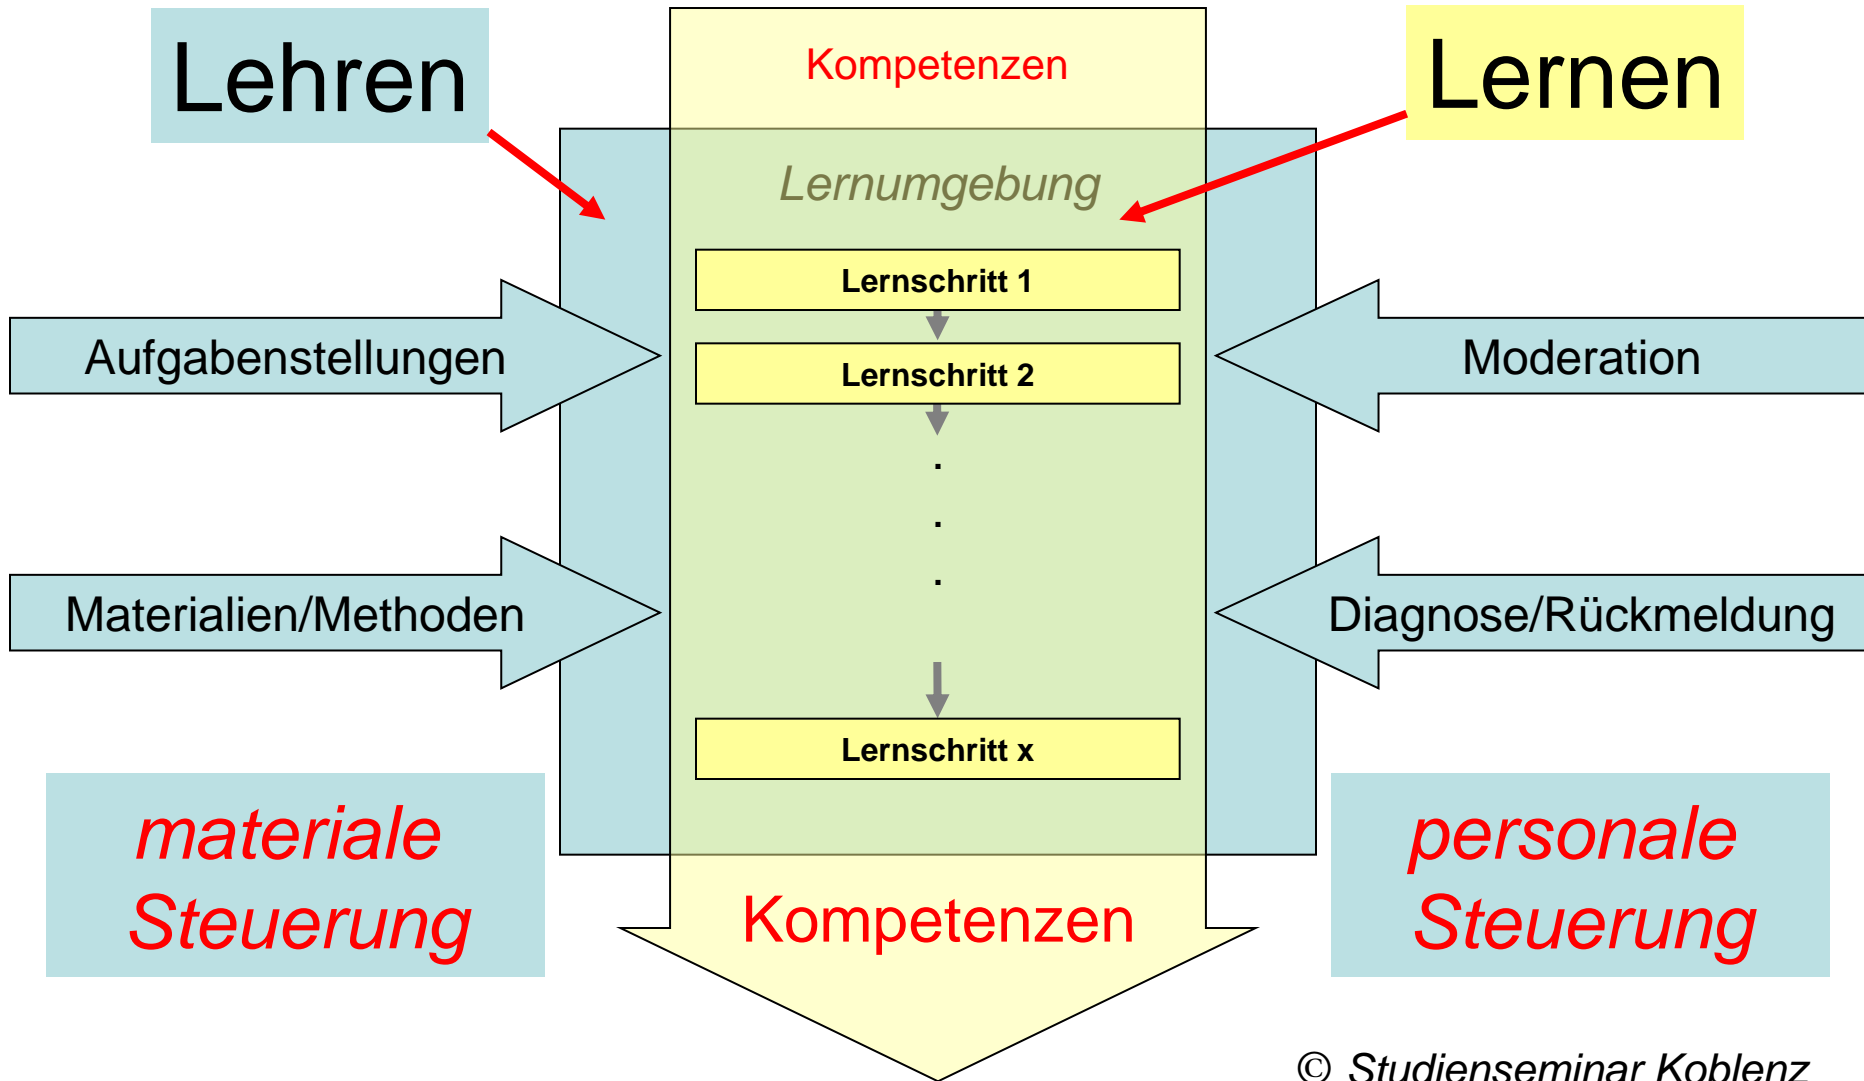 Lehren
Kompetenzen
Lernen
Lernumgebung
Lernschritt 1
Aufgabenstellungen
Lernschritt 2
Moderation
.
.
.
Materialien/Methoden
Diagnose/Rückmeldung
Lernschritt x
materiale
Steuerung
Kompetenzen
personale
Steuerung
© Studienseminar Koblenz